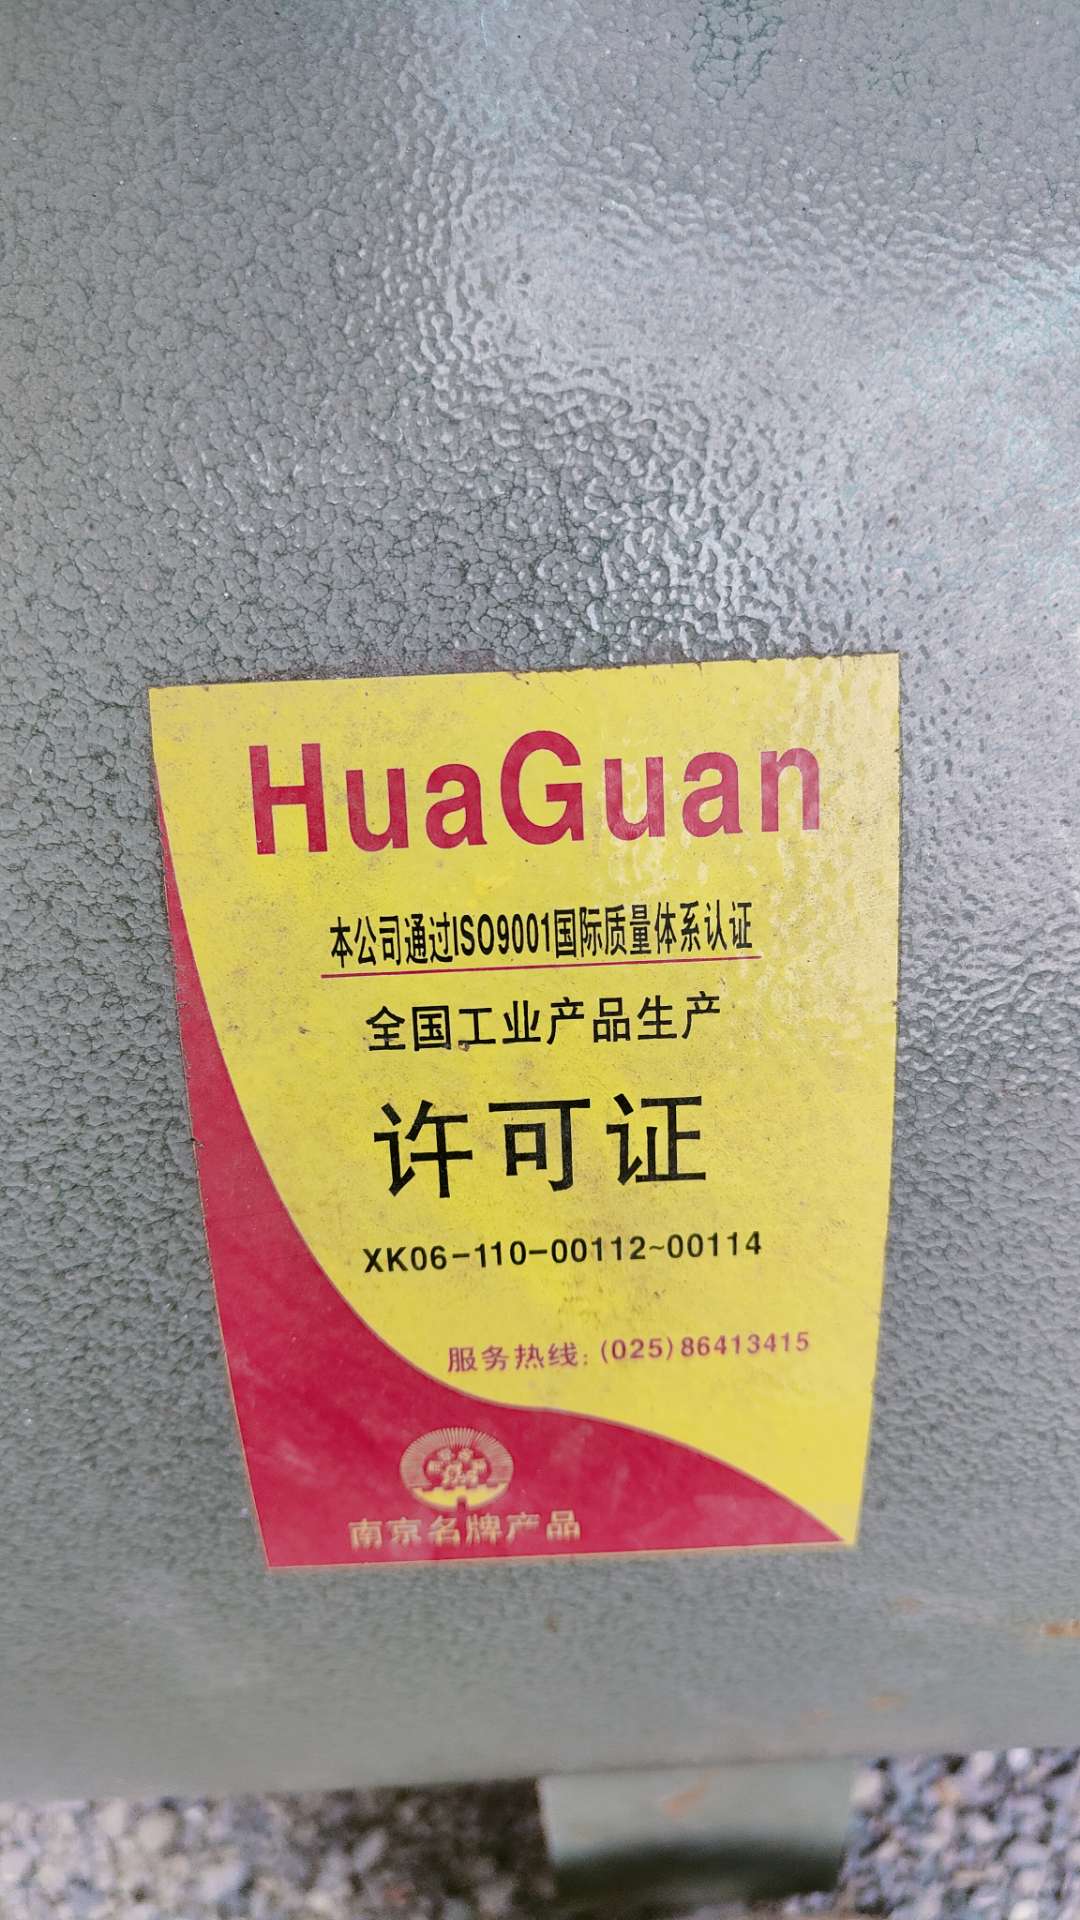 HuaGuan
本公司通过ISO9001国际质量体系认证
全国工业产品生产
许可证
XK06-110-00112~00114
服务热线:(025)86413415
南京名牌产品